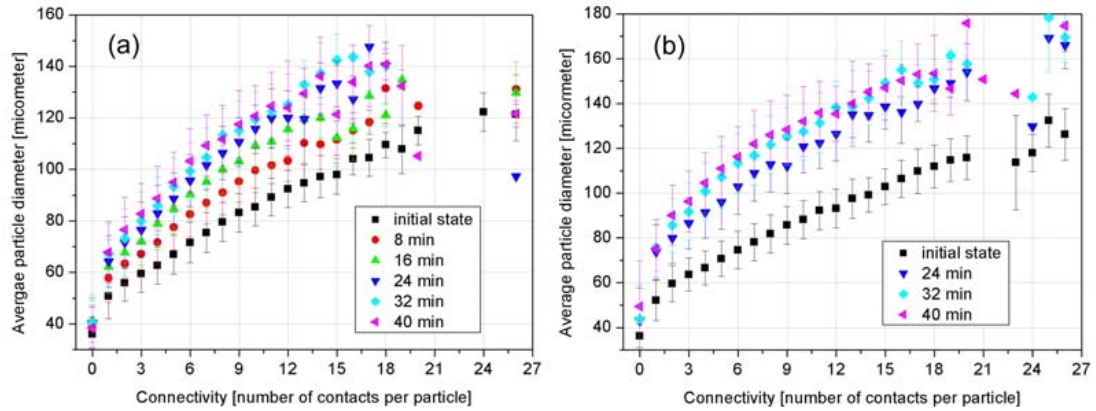 (a)
Avergae particle diameter [micrometer]
160
140
120
100
80
60
40
initial state
8 min
16 min
24 min
32 min
40 min
0 3 6 9 12 15 18 21 24 27
Connectivity [number of contacts per particle]
(b)
Average particle diameter [micormeter]
180
160
140
120
100
80
60
40
initial state
24 min
32 min
40 min
0 3 6 9 12 15 18 21 24 27
Connectivity [number of contacts per particle]